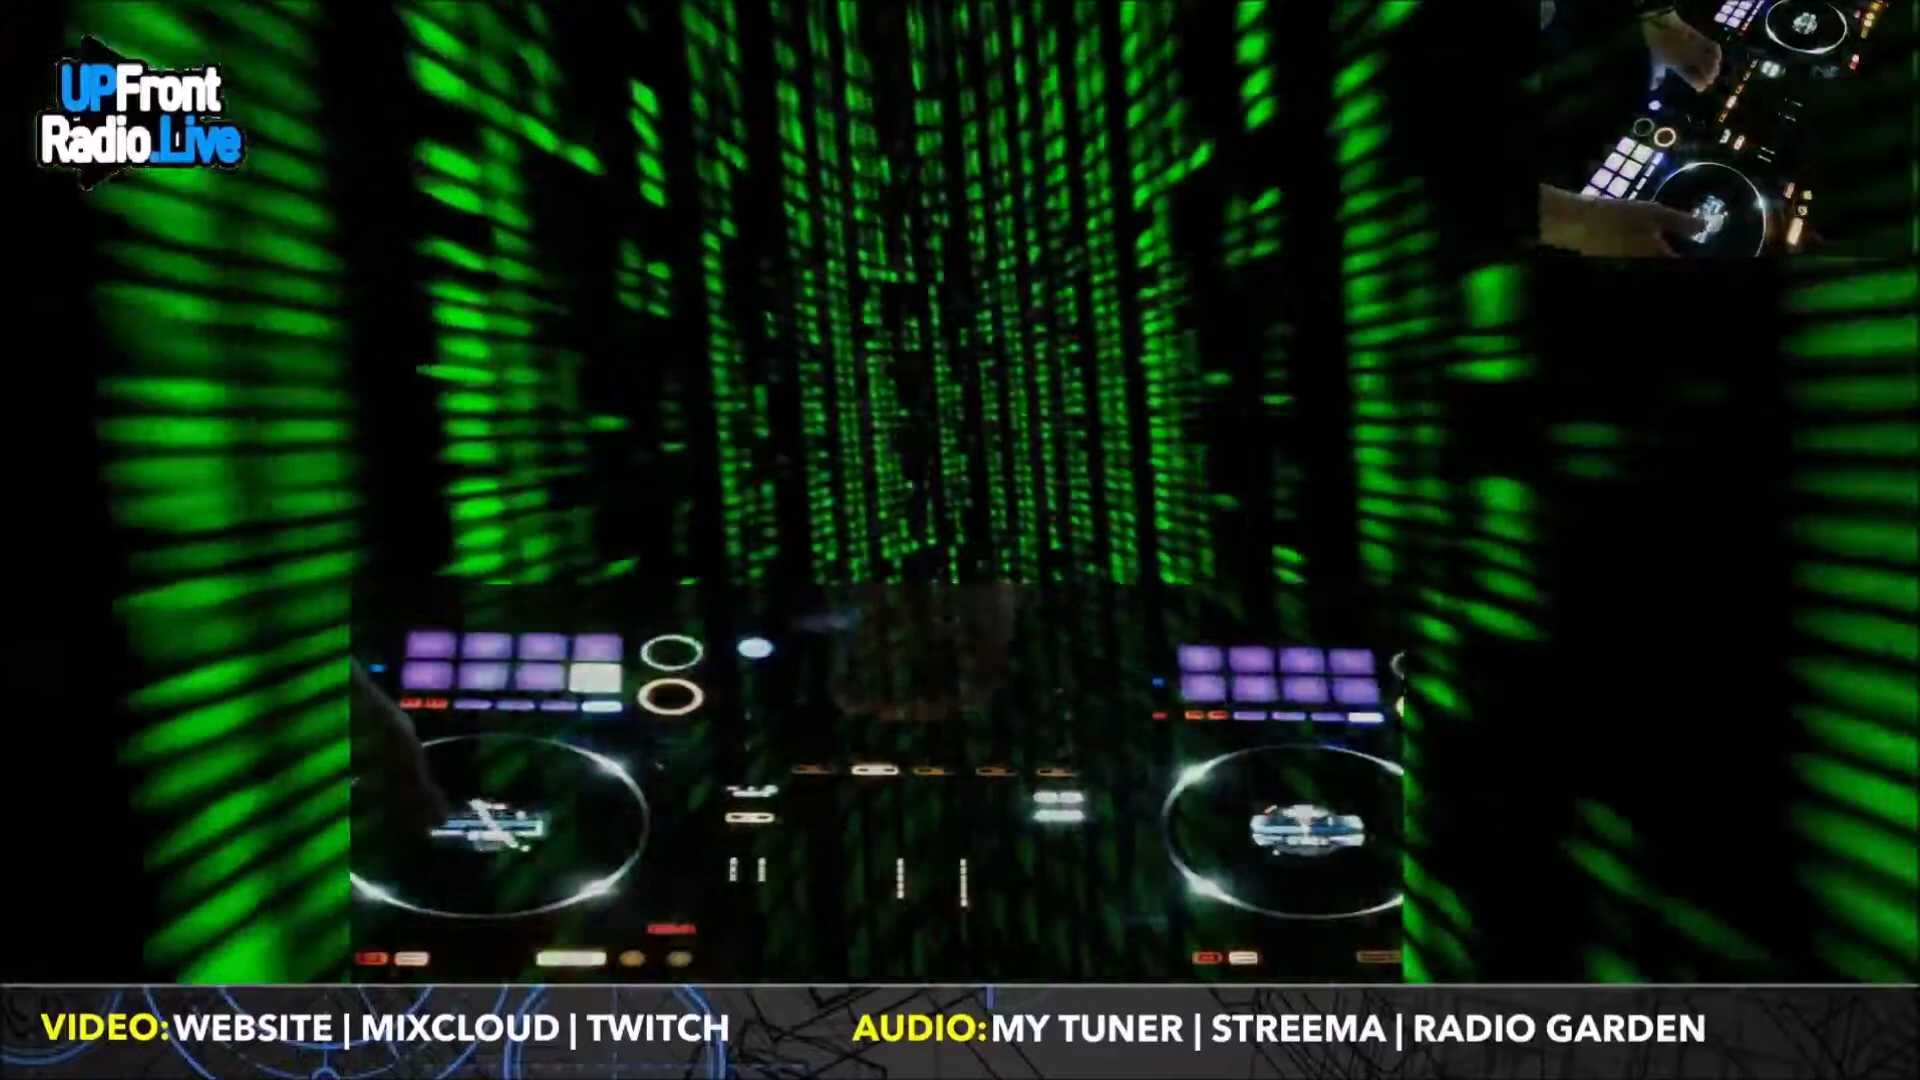 UPFront
Radio.Live
VIDEO: WEBSITE | MIXCLOUD | TWITCH
AUDIO: MY TUNER | STREEMA | RADIO GARDEN